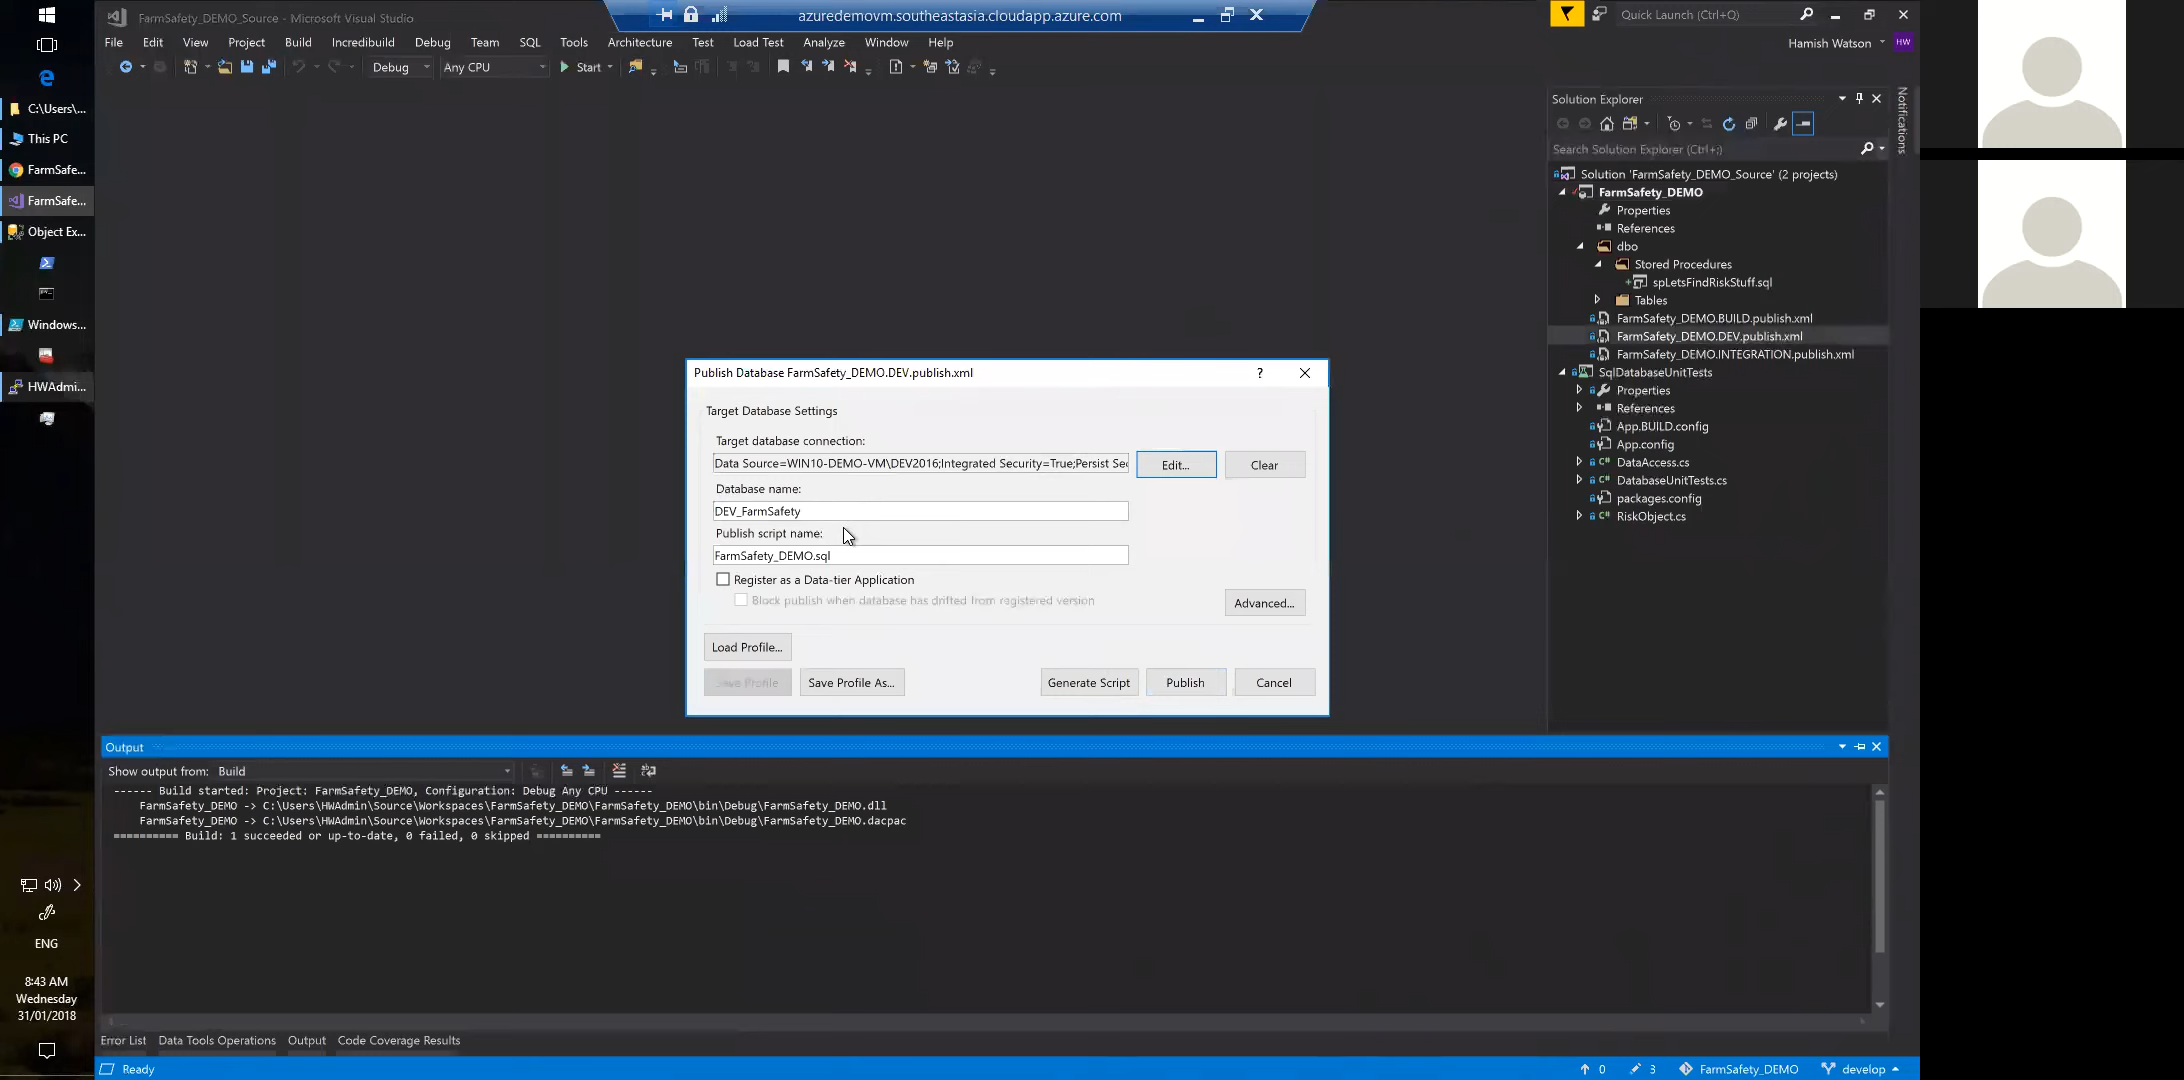 FarmSafety_DEMO_Source - Microsoft Visual Studio
azuredemovm.southeastasia.cloudapp.azure.com
Quick Launch (Ctrl+Q)
File Edit View Project Build Incredibuild Debug Team SQL Tools Architecture Test Load Test Analyze Window Help
Hamish Watson HW
Debug Any CPU Start
C:\Users\...
This PC
FarmSafe...
FarmSafe...
Object Ex...
Windows...
HWAdmi...
ENG
8:43 AM
Wednesday
31/01/2018
Solution Explorer
Notifications
Search Solution Explorer (Ctrl+;)
Solution 'FarmSafety_DEMO_Source' (2 projects)
FarmSafety_DEMO
Properties
References
dbo
Stored Procedures
spLetsFindRiskStuff.sql
Tables
FarmSafety_DEMO.BUILD.publish.xml
FarmSafety_DEMO.DEV.publish.xml
FarmSafety_DEMO.INTEGRATION.publish.xml
SqlDatabaseUnitTests
Properties
References
App.BUILD.config
App.config
DataAccess.cs
DatabaseUnitTests.cs
packages.config
RiskObject.cs
Publish Database FarmSafety_DEMO.DEV.publish.xml ?
Target Database Settings
Target database connection:
Data Source=WIN10-DEMO-VM\DEV2016;Integrated Security=True;Persist Sec
Edit... Clear
Database name:
DEV_FarmSafety
Publish script name:
FarmSafety_DEMO.sql
Register as a Data-tier Application
Block publish when database has drifted from registered version
Advanced...
Load Profile...
Save Profile Save Profile As... Generate Script Publish Cancel
Output
Show output from: Build
------ Build started: Project: FarmSafety_DEMO, Configuration: Debug Any CPU ------
FarmSafety_DEMO -> C:\Users\HWAdmin\Source\Workspaces\FarmSafety_DEMO\FarmSafety_DEMO\bin\Debug\FarmSafety_DEMO.dll
FarmSafety_DEMO -> C:\Users\HWAdmin\Source\Workspaces\FarmSafety_DEMO\FarmSafety_DEMO\bin\Debug\FarmSafety_DEMO.dacpac
========== Build: 1 succeeded or up-to-date, 0 failed, 0 skipped ==========
Error List Data Tools Operations Output Code Coverage Results
Ready
0 3 FarmSafety_DEMO develop